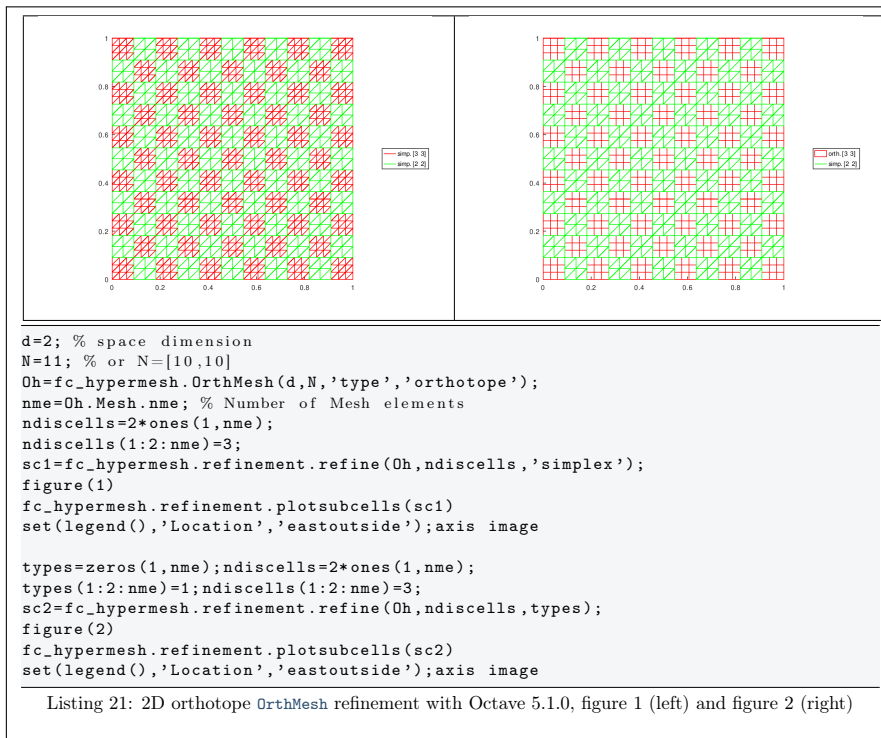 1
0.8
0.6
0.4
0.2
0
0 0.2 0.4 0.6 0.8 1
simp.[3 3]
simp.[2 2]
1
0.8
0.6
0.4
0.2
0
0 0.2 0.4 0.6 0.8 1
orth.[3 3]
simp.[2 2]
d=2; % space dimension
N=11; % or N=[10,10]
Oh=fc_hypermesh.OrthMesh(d,N,'type','orthotope');
nme=Oh.Mesh.nme; % Number of Mesh elements
ndiscells=2*ones(1,nme);
ndiscells(1:2:nme)=3;
sc1=fc_hypermesh.refinement.refine(Oh,ndiscells,'simplex');
figure(1)
fc_hypermesh.refinement.plotsubcells(sc1)
set(legend(),'Location','eastoutside');axis image
types=zeros(1,nme);ndiscells=2*ones(1,nme);
types(1:2:nme)=1;ndiscells(1:2:nme)=3;
sc2=fc_hypermesh.refinement.refine(Oh,ndiscells,types);
figure(2)
fc_hypermesh.refinement.plotsubcells(sc2)
set(legend(),'Location','eastoutside');axis image
Listing 21: 2D orthotope OrthMesh refinement with Octave 5.1.0, figure 1 (left) and figure 2 (right)